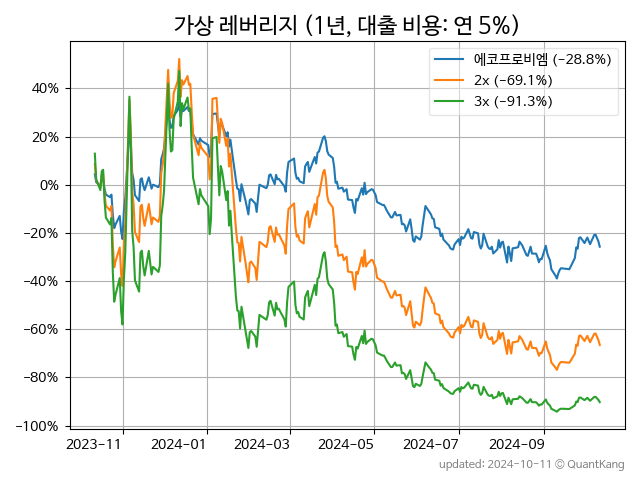 가상 레버리지 (1년, 대출 비용: 연 5%)
에코프로비엠 (−28.8%)
2x (−69.1%)
3x (−91.3%)
40%
20%
0%
−20%
−40%
−60%
−80%
−100%
2023-11 2024-01 2024-03 2024-05 2024-07 2024-09
updated: 2024-10-11 © QuantKang